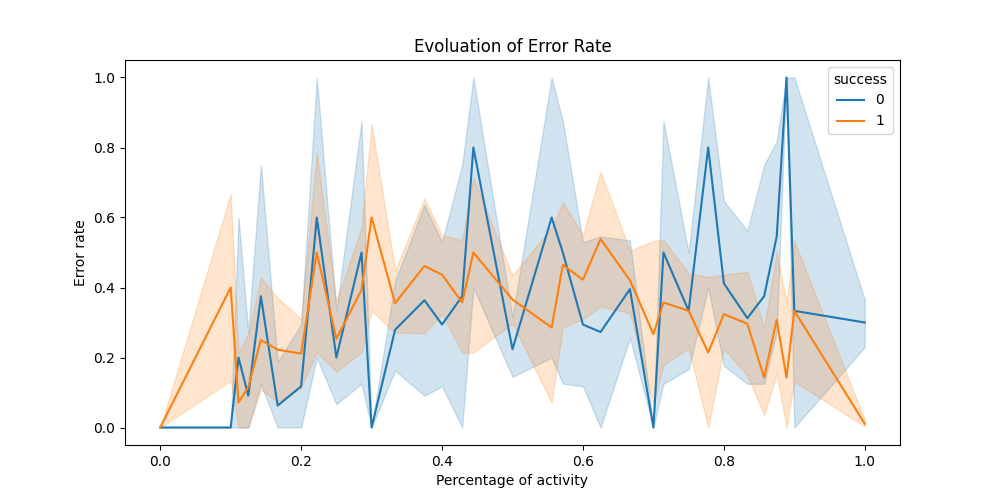 Evoluation of Error Rate
success
0
1
1.0
0.8
0.6
0.4
0.2
0.0
Error rate
0.0 0.2 0.4 0.6 0.8 1.0
Percentage of activity